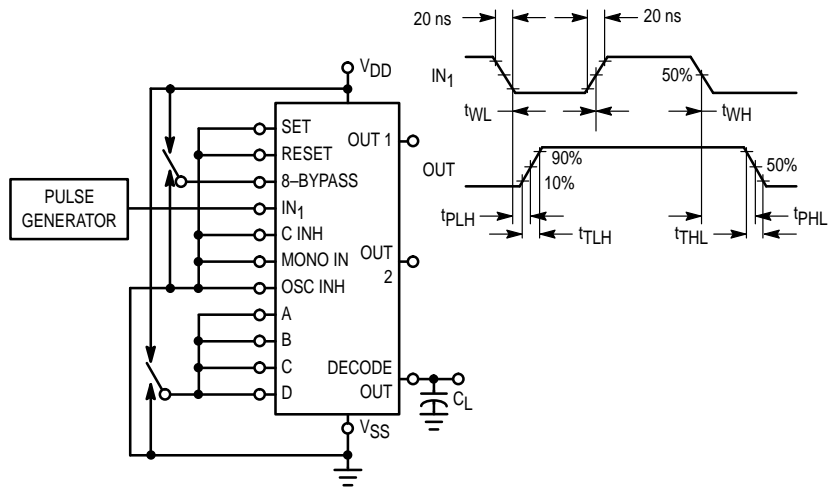 20 ns
20 ns
VDD
IN1
50%
tWL
tWH
SET
RESET
8–BYPASS
IN1
C INH
MONO IN
OSC INH
A
B
C
D
OUT 1
OUT
2
DECODE
OUT
PULSE
GENERATOR
OUT
90%
10%
50%
tPLH
tTLH
tTHL
tPHL
CL
VSS